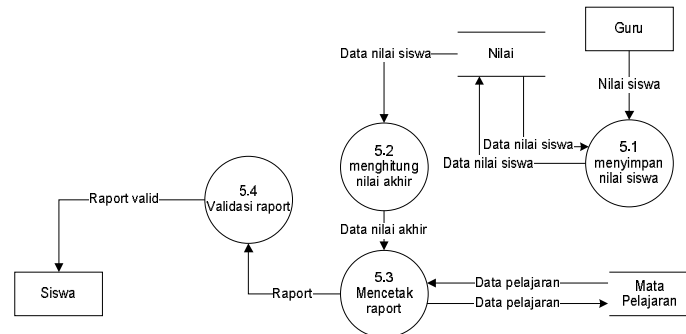 Guru
Data nilai siswa
Nilai
Nilai siswa
Data nilai siswa
Data nilai siswa
5.1
menyimpan
nilai siswa
5.2
menghitung
nilai akhir
5.4
Validasi raport
Raport valid
Data nilai akhir
Siswa
Raport
5.3
Mencetak
raport
Data pelajaran
Data pelajaran
Mata
Pelajaran